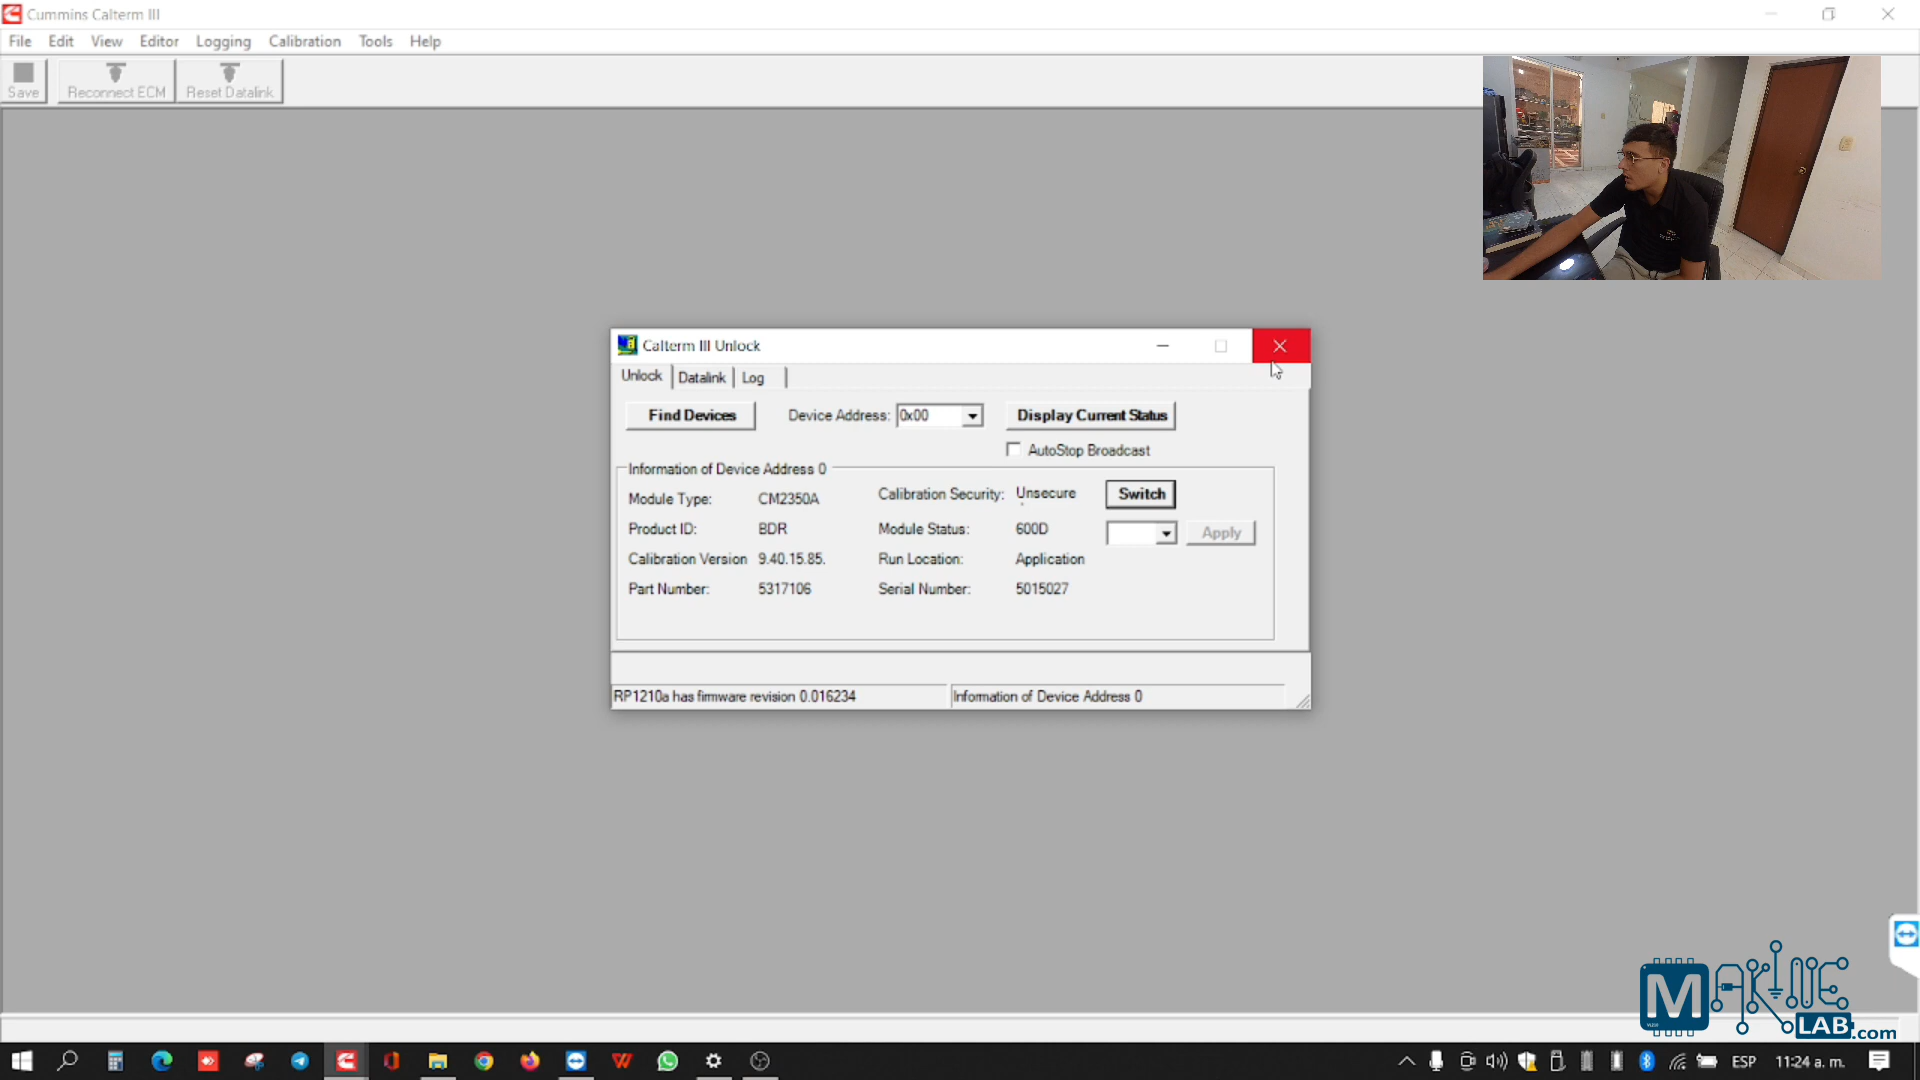 Cummins Calterm III
File Edit View Editor Logging Calibration Tools Help
Save Reconnect ECM Reset Datalink
Calterm III Unlock
Unlock Datalink Log
Find Devices Device Address: 0x00 Display Current Status
AutoStop Broadcast
Information of Device Address 0
Module Type: CM2350A Calibration Security: Unsecure Switch
Product ID: BDR Module Status: 600D Apply
Calibration Version 9.40.15.85. Run Location: Application
Part Number: 5317106 Serial Number: 5015027
RP1210a has firmware revision 0.016234 Information of Device Address 0
M MAKINE
LAB.com
ESP 11:24 a. m.